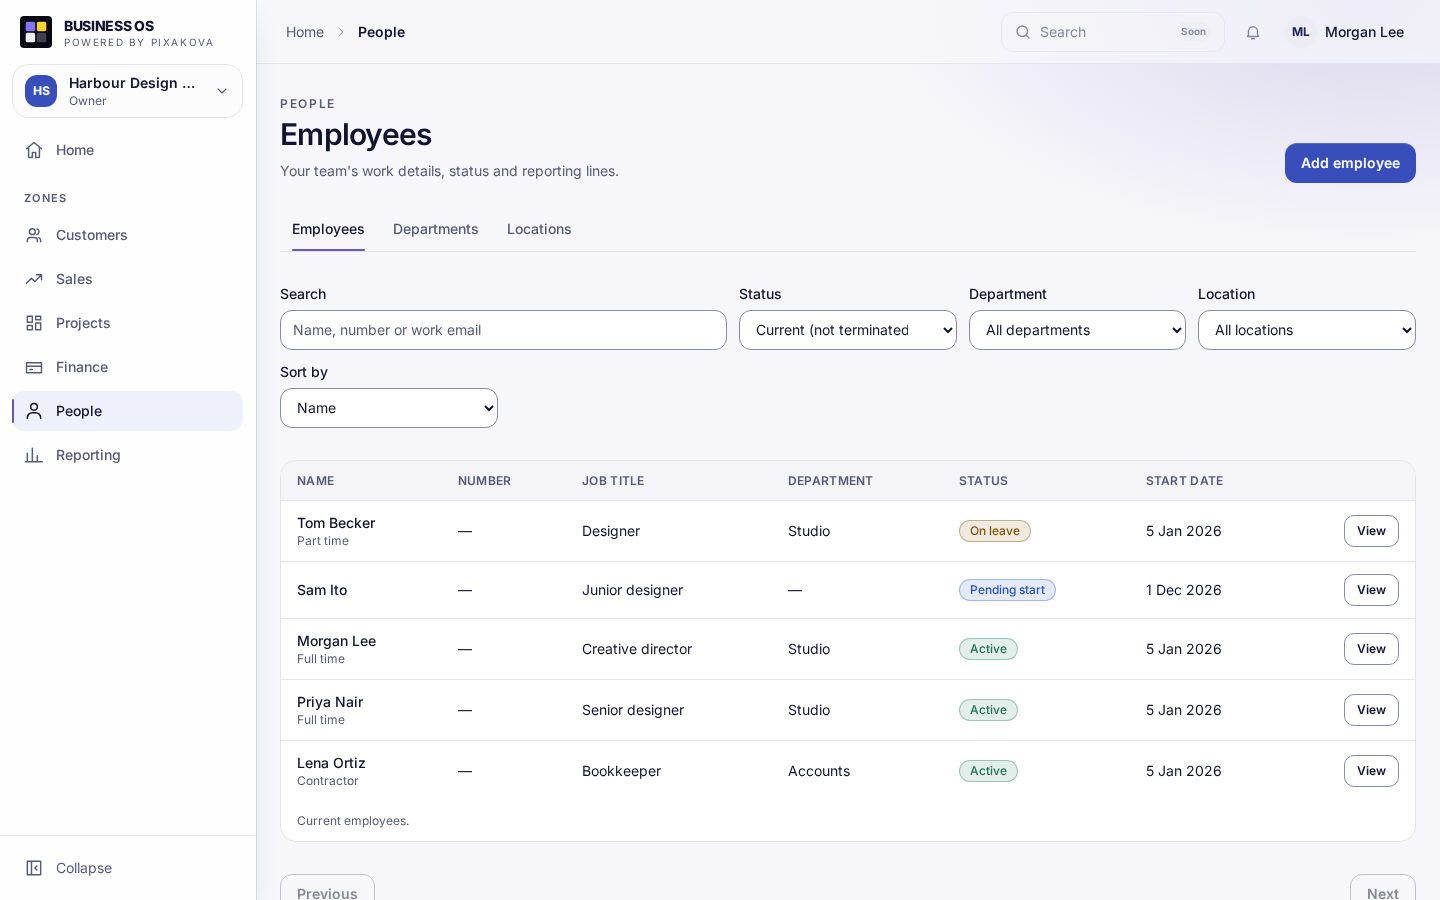 BUSINESS OS
POWERED BY PIXAKOVA
HS
Harbour Design ...
Owner
Home
ZONES
Customers
Sales
Projects
Finance
People
Reporting
Collapse
Home > People
Search
Soon
ML
Morgan Lee
PEOPLE
Employees
Your team's work details, status and reporting lines.
Add employee
Employees Departments Locations
Search Status Department Location
Name, number or work email Current (not terminated All departments All locations
Sort by
Name
NAME NUMBER JOB TITLE DEPARTMENT STATUS START DATE
Tom Becker — Designer Studio On leave 5 Jan 2026 View
Part time
Sam Ito — Junior designer — Pending start 1 Dec 2026 View
Morgan Lee — Creative director Studio Active 5 Jan 2026 View
Full time
Priya Nair — Senior designer Studio Active 5 Jan 2026 View
Full time
Lena Ortiz — Bookkeeper Accounts Active 5 Jan 2026 View
Contractor
Current employees.
Previous Next